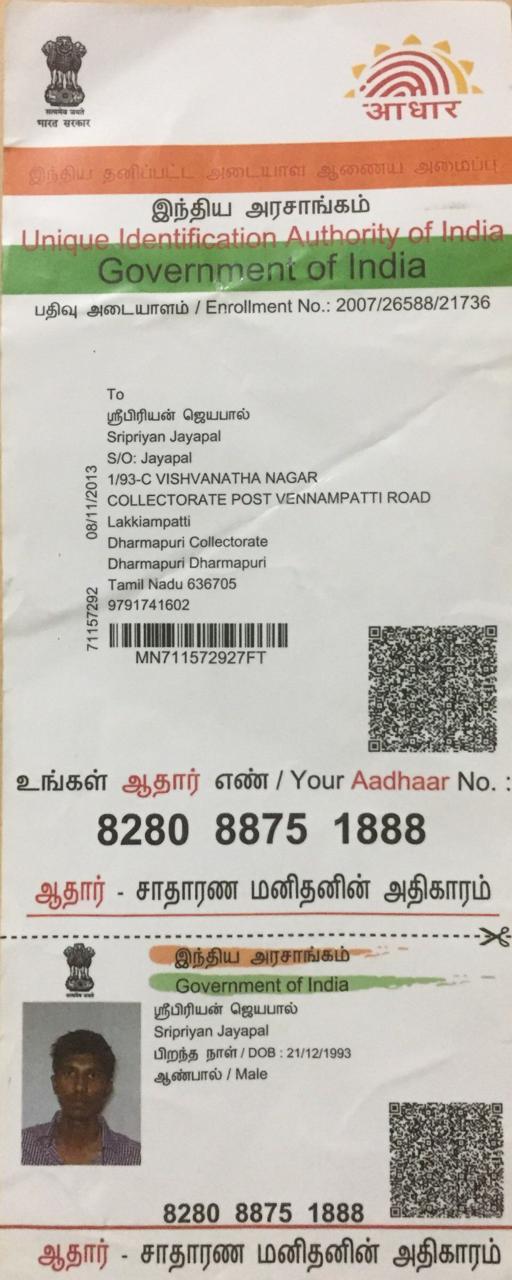 सत्यमेव जयते
भारत सरकार
आधार
இந்திய தனிப்பட்ட அடையாள ஆணைய அமைப்பு
இந்திய அரசாங்கம்
Unique Identification Authority of India
Government of India
பதிவு அடையாளம் / Enrollment No.: 2007/26588/21736
To
ஸ்ரீபிரியன் ஜெயபால்
Sripriyan Jayapal
S/O: Jayapal
1/93-C VISHVANATHA NAGAR
COLLECTORATE POST VENNAMPATTI ROAD
Lakkiampatti
Dharmapuri Collectorate
Dharmapuri Dharmapuri
Tamil Nadu 636705
9791741602
08/11/2013
71157292
MN711572927FT
உங்கள் ஆதார் எண் / Your Aadhaar No. :
8280 8875 1888
ஆதார் - சாதாரண மனிதனின் அதிகாரம்
இந்திய அரசாங்கம்
Government of India
ஸ்ரீபிரியன் ஜெயபால்
Sripriyan Jayapal
பிறந்த நாள் / DOB : 21/12/1993
ஆண்பால் / Male
8280 8875 1888
ஆதார் - சாதாரண மனிதனின் அதிகாரம்